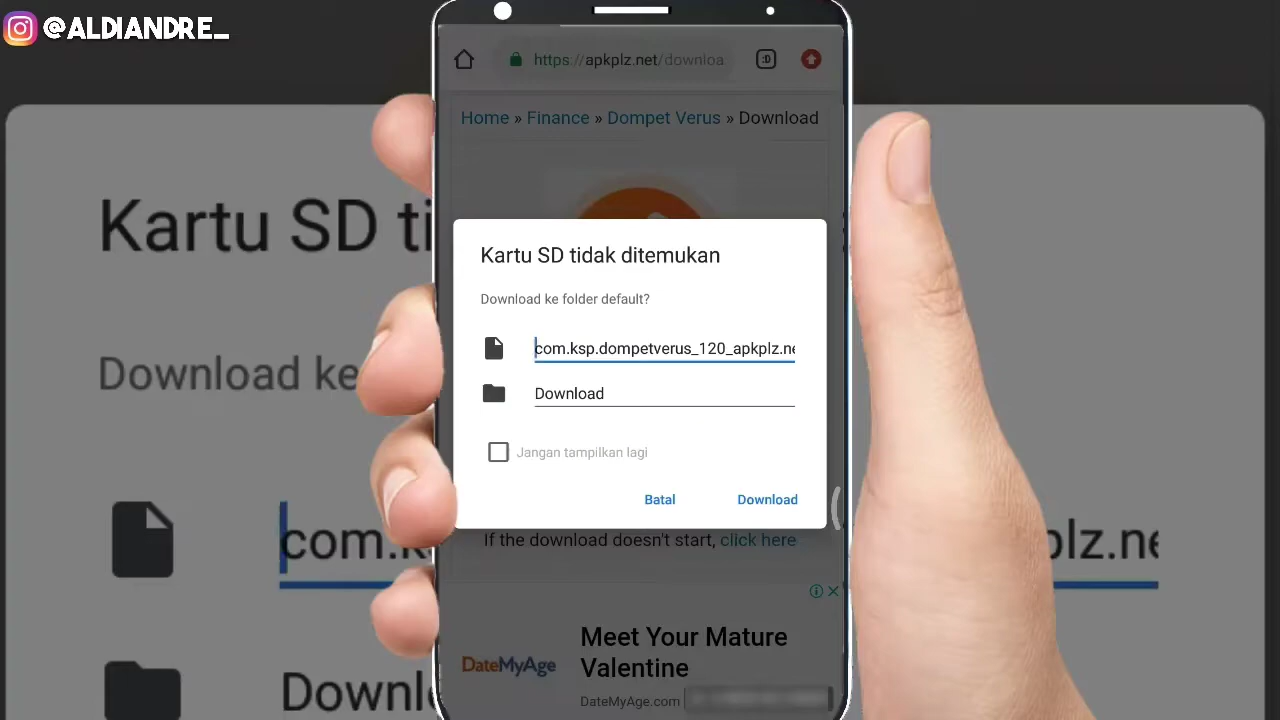 @ALDIANDRE_
https://apkplz.net/downloa
:D
Home » Finance » Dompet Verus » Download
Kartu SD ti
Kartu SD tidak ditemukan
Download ke folder default?
Download ke
com.ksp.dompetverus_120_apkplz.ne
Download
Jangan tampilkan lagi
Batal
Download
com.k
plz.ne
If the download doesn't start, click here
Meet Your Mature
Valentine
DateMyAge
DateMyAge.com
Downl